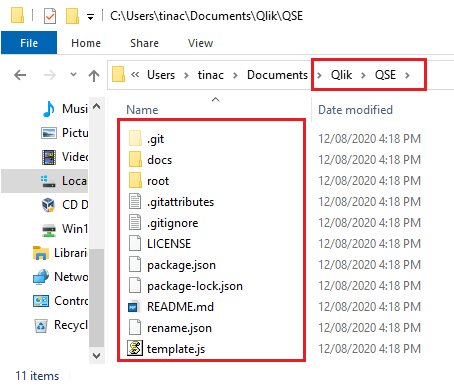 C:\Users\tinac\Documents\Qlik\QSE
File Home Share View
« Users > tinac > Documents > Qlik > QSE >
Name Date modified
Musi
Pictur
Video
Loca
CD D
Win1
Librarie
Networ
Control
Recycle
.git 12/08/2020 4:18 PM
docs 12/08/2020 4:18 PM
root 12/08/2020 4:18 PM
.gitattributes 12/08/2020 4:18 PM
.gitignore 12/08/2020 4:18 PM
LICENSE 12/08/2020 4:18 PM
package.json 12/08/2020 4:18 PM
package-lock.json 12/08/2020 4:18 PM
README.md 12/08/2020 4:18 PM
rename.json 12/08/2020 4:18 PM
template.js 12/08/2020 4:18 PM
11 items